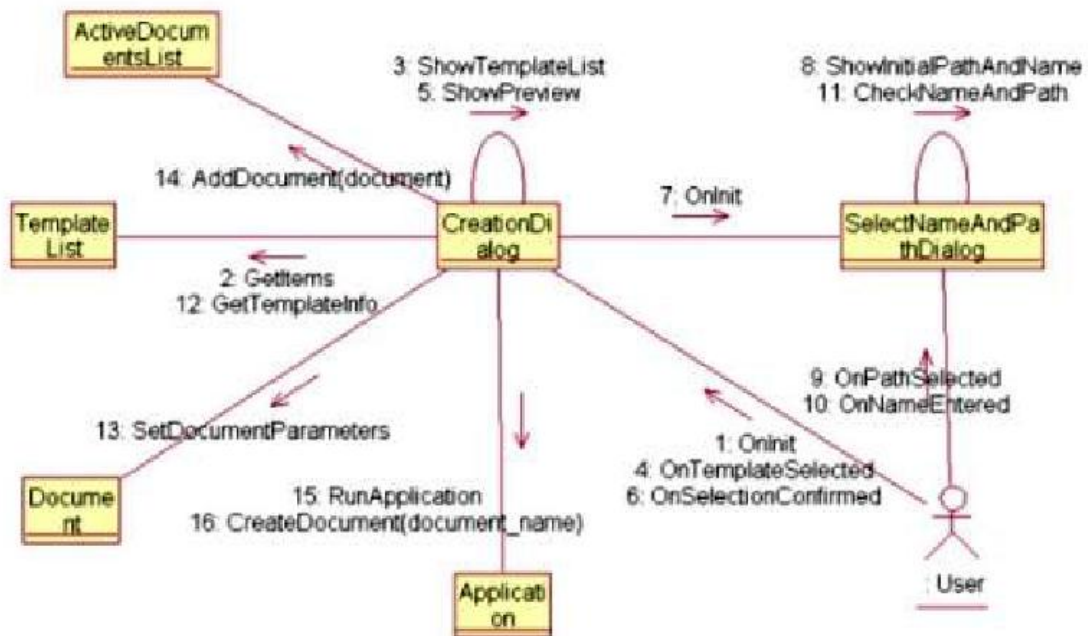 ActiveDocum
entsList
3: ShowTemplateList
5: ShowPreview
8: ShowInitialPathAndName
11: CheckNameAndPath
14: AddDocument(document)
7: OnInit
Template
List
CreationDi
alog
SelectNameAndPa
thDialog
2: GetItems
12: GetTemplateInfo
9: OnPathSelected
10: OnNameEntered
13: SetDocumentParameters
1: OnInit
4: OnTemplateSelected
6: OnSelectionConfirmed
Docume
nt
15: RunApplication
16: CreateDocument(document_name)
Applicati
on
: User